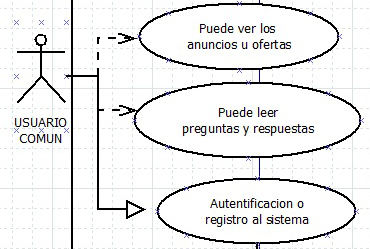 Puede ver los
anuncios u ofertas
Puede leer
preguntas y respuestas
USUARIO
COMUN
Autentificacion o
registro al sistema